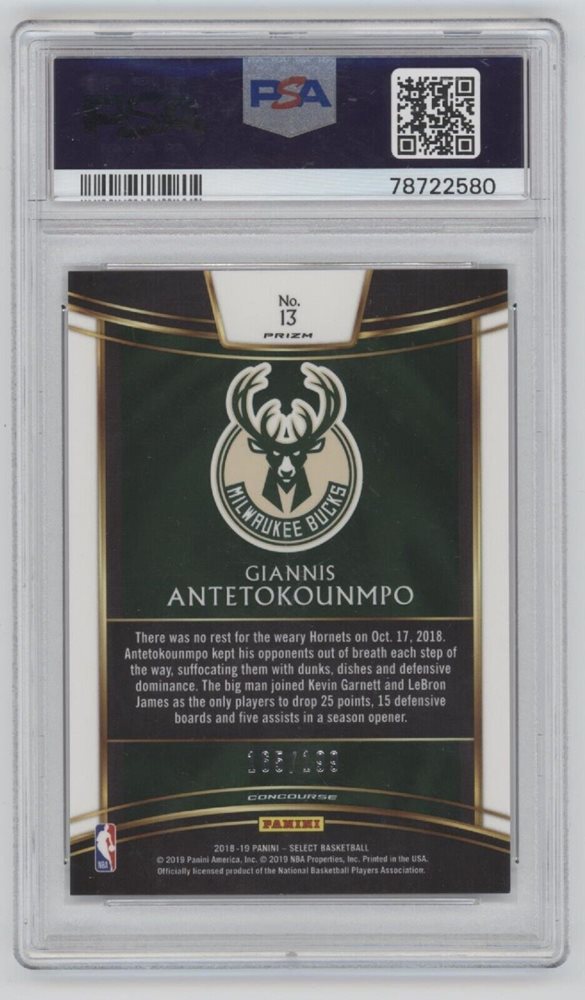 PSA
PSA
78722580
No.
13
PRIZM
MILWAUKEE BUCKS
GIANNIS
ANTETOKOUNMPO
There was no rest for the weary Hornets on Oct. 17, 2018.
Antetokounmpo kept his opponents out of breath each step of
the way, suffocating them with dunks, dishes and defensive
dominance. The big man joined Kevin Garnett and LeBron
James as the only players to drop 25 points, 15 defensive
boards and five assists in a season opener.
CONCOURSE
PANINI
NBA
2018-19 PANINI – SELECT BASKETBALL
© 2019 Panini America, Inc. © 2019 NBA Properties, Inc. Printed in the USA.
Officially licensed product of the National Basketball Players Association.